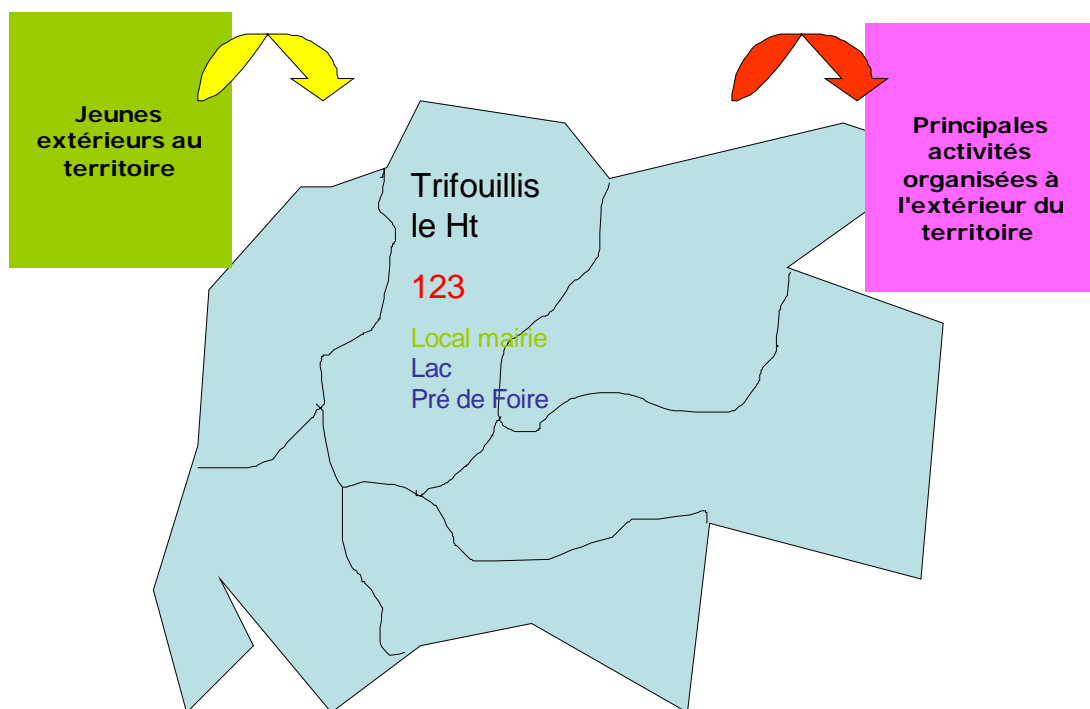 Jeunes
extérieurs au
territoire
Trifouillis
le Ht
123
Local mairie
Lac
Pré de Foire
Principales
activités
organisées à
l'extérieur du
territoire